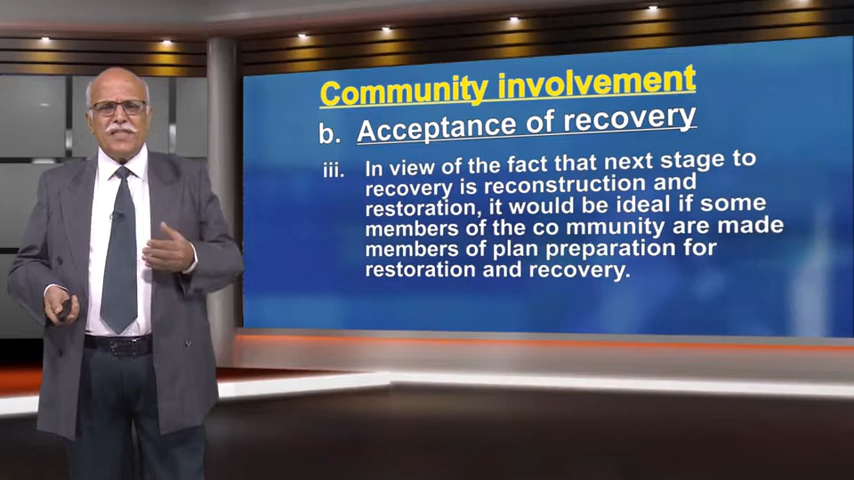 Community involvement
b. Acceptance of recovery
iii. In view of the fact that next stage to
recovery is reconstruction and
restoration, it would be ideal if some
members of the co mmunity are made
members of plan preparation for
restoration and recovery.